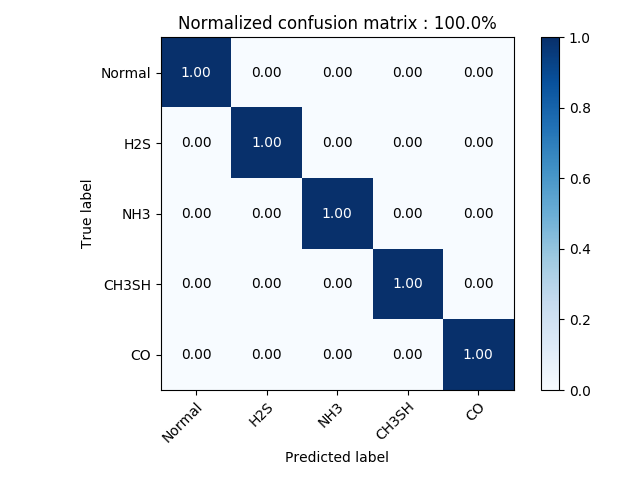 Normalized confusion matrix : 100.0%
True label
Normal 1.00 0.00 0.00 0.00 0.00
H2S 0.00 1.00 0.00 0.00 0.00
NH3 0.00 0.00 1.00 0.00 0.00
CH3SH 0.00 0.00 0.00 1.00 0.00
CO 0.00 0.00 0.00 0.00 1.00
Normal H2S NH3 CH3SH CO
Predicted label
1.0
0.8
0.6
0.4
0.2
0.0